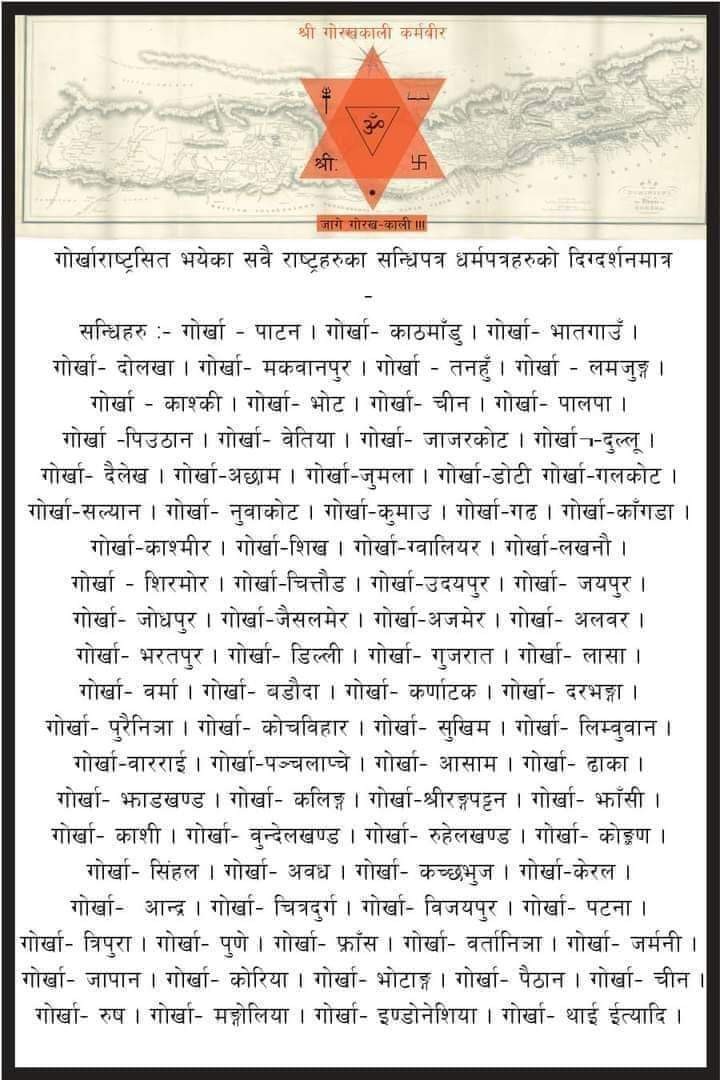 श्री गोरखकाली कर्मवीर
ॐ
श्री:
जागे गोरख-काली !!!
गोर्खाराष्ट्रसित भयेका सवै राष्ट्रहरुका सन्धिपत्र धर्मपत्रहरुको दिग्दर्शनमात्र
-
सन्धिहरु :- गोर्खा - पाटन । गोर्खा- काठमाँडु । गोर्खा- भातगाउँ ।
गोर्खा- दोलखा । गोर्खा- मकवानपुर । गोर्खा - तनहुँ । गोर्खा - लमजुङ्ग ।
गोर्खा - काश्की । गोर्खा- भोट । गोर्खा- चीन । गोर्खा- पालपा ।
गोर्खा -पिउठान । गोर्खा- वेतिया । गोर्खा- जाजरकोट । गोर्खा¬-दुल्लू ।
गोर्खा- दैलेख । गोर्खा-अछाम । गोर्खा-जुमला । गोर्खा-डोटी गोर्खा-गलकोट ।
गोर्खा-सल्यान । गोर्खा- नुवाकोट । गोर्खा-कुमाउ । गोर्खा-गढ । गोर्खा-काँगडा ।
गोर्खा-काश्मीर । गोर्खा-शिख । गोर्खा-ग्वालियर । गोर्खा-लखनौ ।
गोर्खा - शिरमोर । गोर्खा-चित्तौड । गोर्खा-उदयपुर । गोर्खा- जयपुर ।
गोर्खा- जोधपुर । गोर्खा-जैसलमेर । गोर्खा-अजमेर । गोर्खा- अलवर ।
गोर्खा- भरतपुर । गोर्खा- डिल्ली । गोर्खा- गुजरात । गोर्खा- लासा ।
गोर्खा- वर्मा । गोर्खा- बडौदा । गोर्खा- कर्णाटक । गोर्खा- दरभङ्गा ।
गोर्खा- पुरैनिञा । गोर्खा- कोचविहार । गोर्खा- सुखिम । गोर्खा- लिम्वुवान ।
गोर्खा-वारराई । गोर्खा-पञ्चलाप्चे । गोर्खा- आसाम । गोर्खा- ढाका ।
गोर्खा- झाडखण्ड । गोर्खा- कलिङ्ग । गोर्खा-श्रीरङ्गपट्टन । गोर्खा- झाँसी ।
गोर्खा- काशी । गोर्खा- वुन्देलखण्ड । गोर्खा- रुहेलखण्ड । गोर्खा- कोङ्कण ।
गोर्खा- सिंहल । गोर्खा- अवध । गोर्खा- कच्छभुज । गोर्खा-केरल ।
गोर्खा- आन्द्र । गोर्खा- चित्रदुर्ग । गोर्खा- विजयपुर । गोर्खा- पटना ।
गोर्खा- त्रिपुरा । गोर्खा- पुणे । गोर्खा- फ्राँस । गोर्खा- वर्तानिञा । गोर्खा- जर्मनी ।
गोर्खा- जापान । गोर्खा- कोरिया । गोर्खा- भोटाङ्ग । गोर्खा- पैठान । गोर्खा- चीन ।
गोर्खा- रुष । गोर्खा- मङ्गोलिया । गोर्खा- इण्डोनेशिया । गोर्खा- थाई ईत्यादि ।